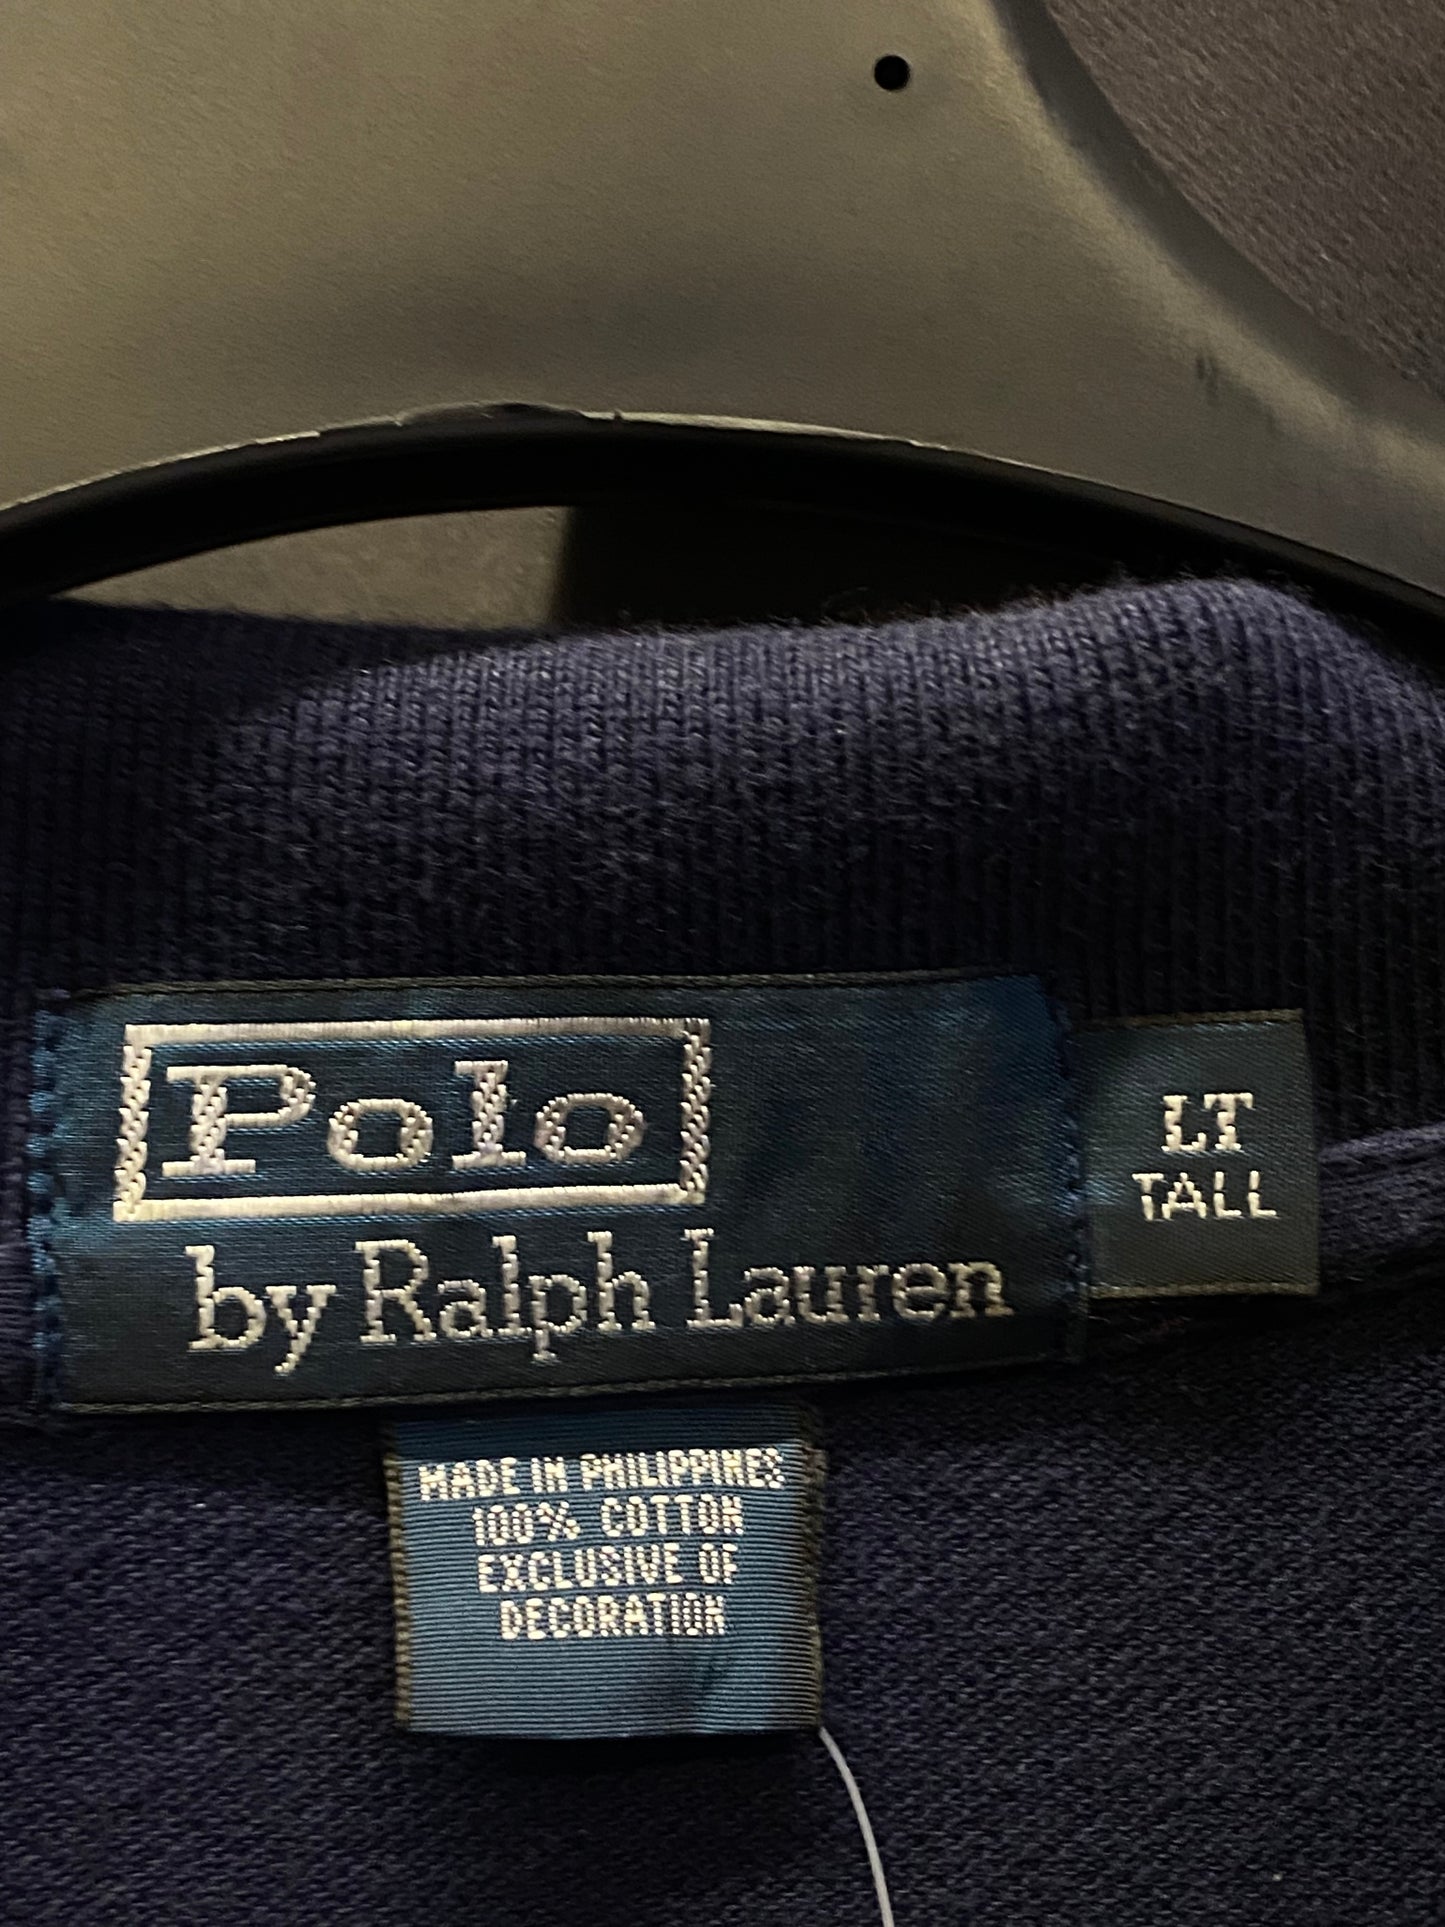 Polo
by Ralph Lauren
LT
TALL
MADE IN PHILIPPINES
100% COTTON
EXCLUSIVE OF
DECORATION